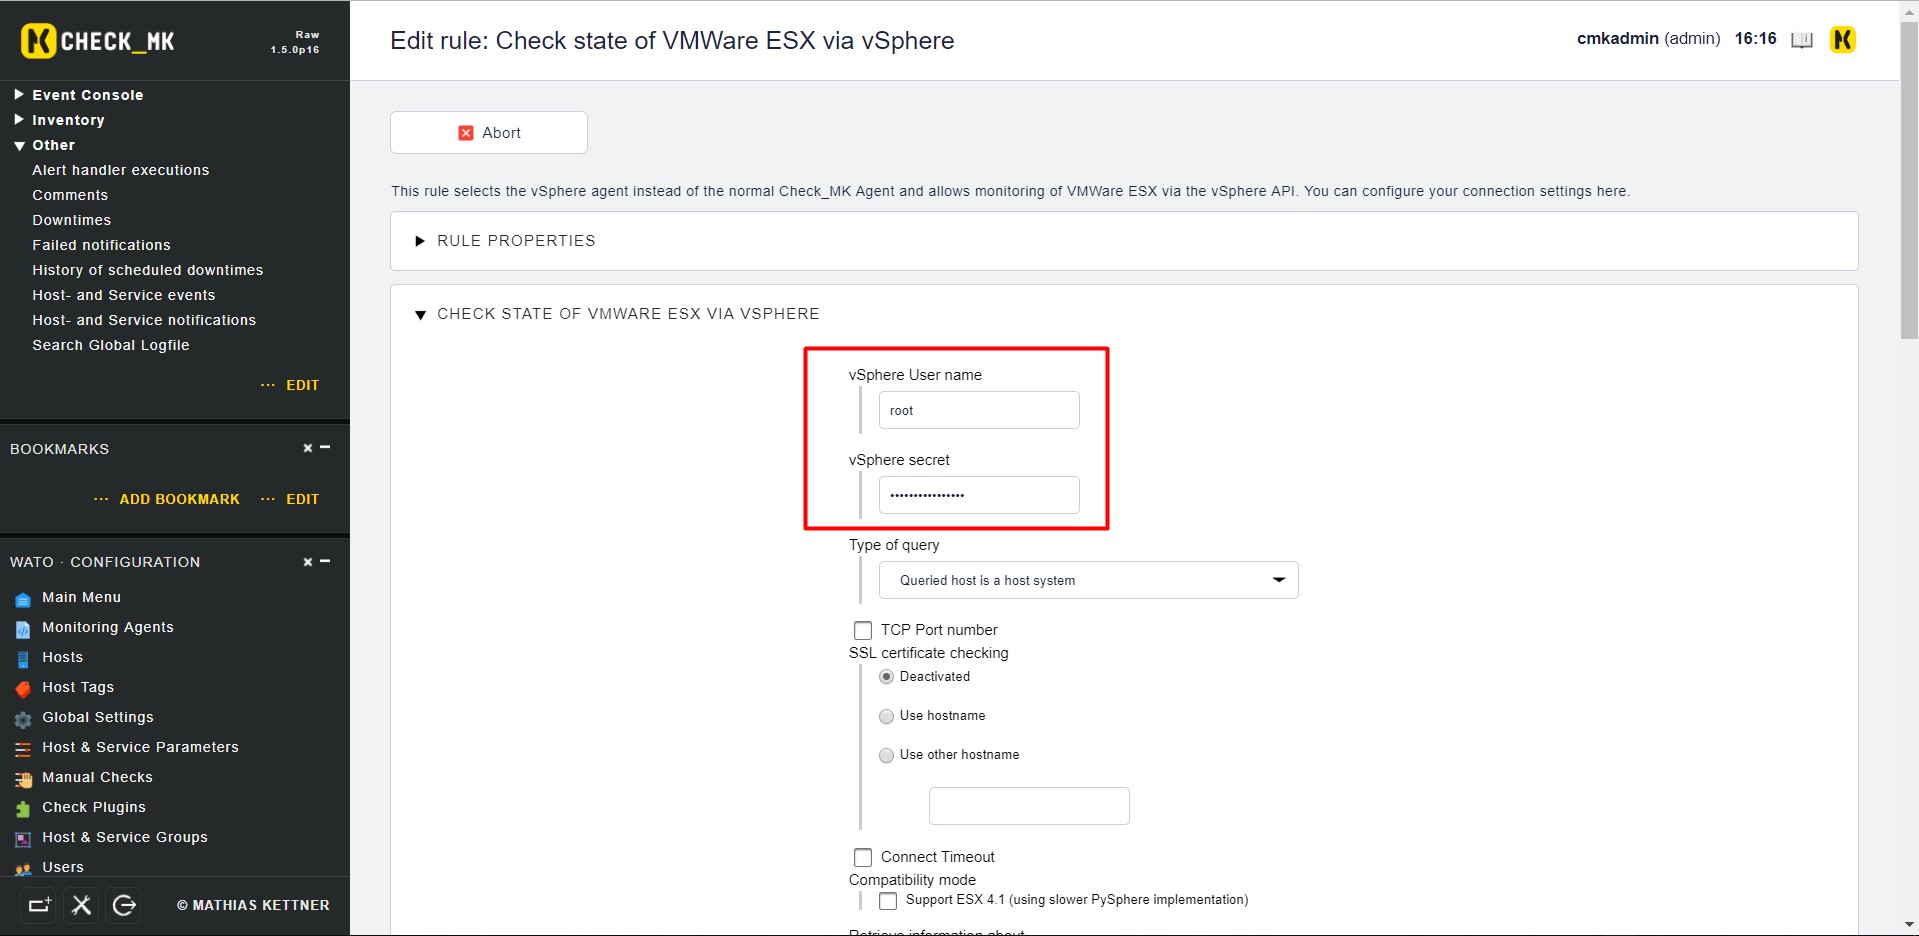 CHECK_MK
Raw
1.5.0p16
Event Console
Inventory
Other
Alert handler executions
Comments
Downtimes
Failed notifications
History of scheduled downtimes
Host- and Service events
Host- and Service notifications
Search Global Logfile
EDIT
BOOKMARKS
ADD BOOKMARK EDIT
WATO · CONFIGURATION
Main Menu
Monitoring Agents
Hosts
Host Tags
Global Settings
Host & Service Parameters
Manual Checks
Check Plugins
Host & Service Groups
Users
© MATHIAS KETTNER
Edit rule: Check state of VMWare ESX via vSphere
cmkadmin (admin) 16:16
Abort
This rule selects the vSphere agent instead of the normal Check_MK Agent and allows monitoring of VMWare ESX via the vSphere API. You can configure your connection settings here.
RULE PROPERTIES
CHECK STATE OF VMWARE ESX VIA VSPHERE
vSphere User name
root
vSphere secret
••••••••••••••••
Type of query
Queried host is a host system
TCP Port number
SSL certificate checking
Deactivated
Use hostname
Use other hostname
Connect Timeout
Compatibility mode
Support ESX 4.1 (using slower PySphere implementation)
Retrieve information about